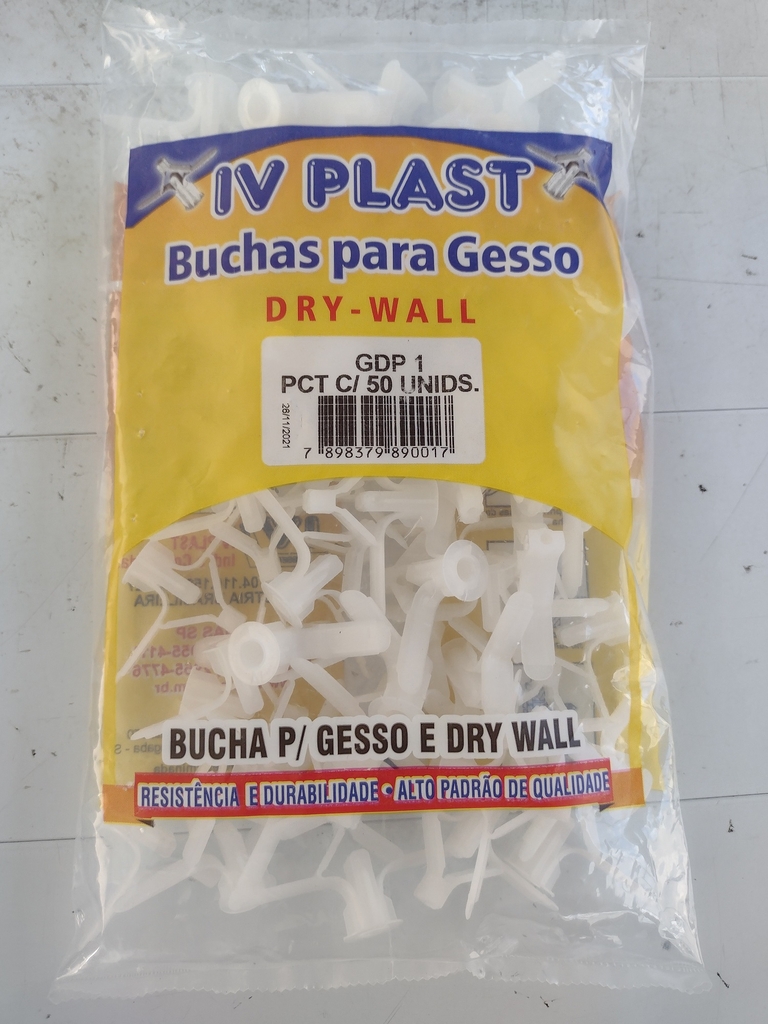 IV PLAST
Buchas para Gesso
DRY-WALL
GDP 1
PCT C/ 50 UNIDS.
26/11/2021
7 898379 890017
BUCHA P/ GESSO E DRY WALL
RESISTÊNCIA E DURABILIDADE • ALTO PADRÃO DE QUALIDADE